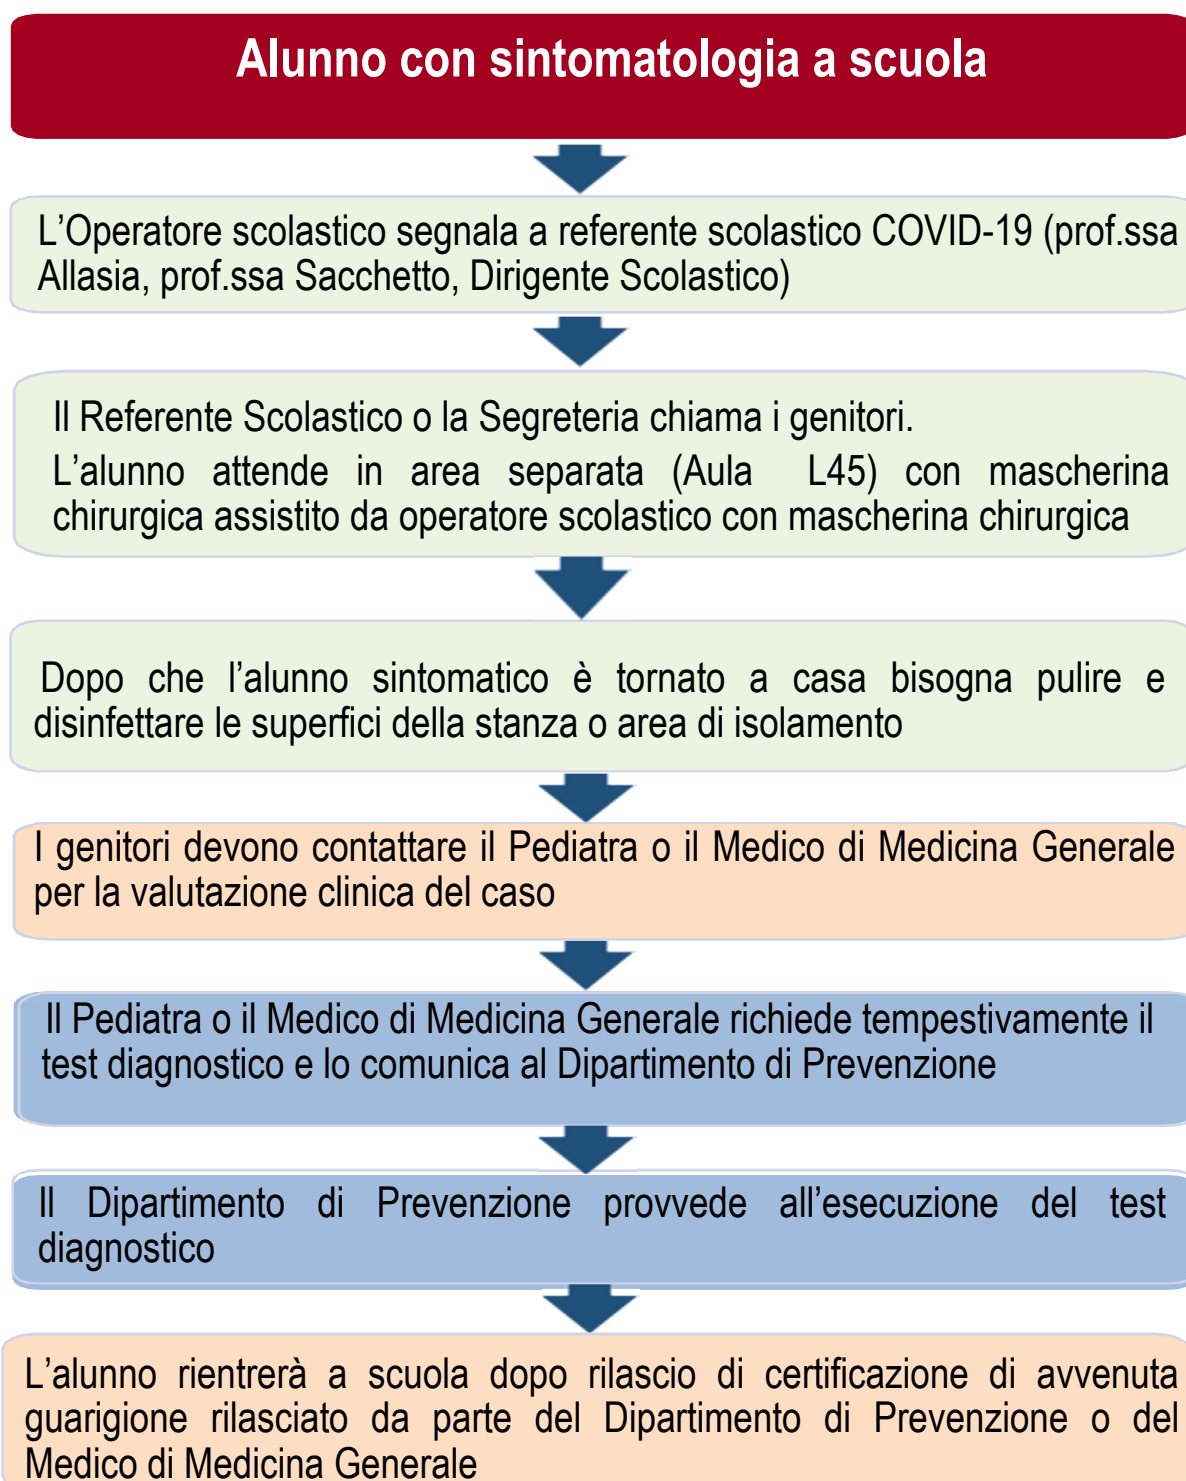 Alunno con sintomatologia a scuola
L’Operatore scolastico segnala a referente scolastico COVID-19 (prof.ssa
Allasia, prof.ssa Sacchetto, Dirigente Scolastico)
Il Referente Scolastico o la Segreteria chiama i genitori.
L’alunno attende in area separata (Aula L45) con mascherina
chirurgica assistito da operatore scolastico con mascherina chirurgica
Dopo che l’alunno sintomatico è tornato a casa bisogna pulire e
disinfettare le superfici della stanza o area di isolamento
I genitori devono contattare il Pediatra o il Medico di Medicina Generale
per la valutazione clinica del caso
Il Pediatra o il Medico di Medicina Generale richiede tempestivamente il
test diagnostico e lo comunica al Dipartimento di Prevenzione
Il Dipartimento di Prevenzione provvede all’esecuzione del test
diagnostico
L’alunno rientrerà a scuola dopo rilascio di certificazione di avvenuta
guarigione rilasciato da parte del Dipartimento di Prevenzione o del
Medico di Medicina Generale